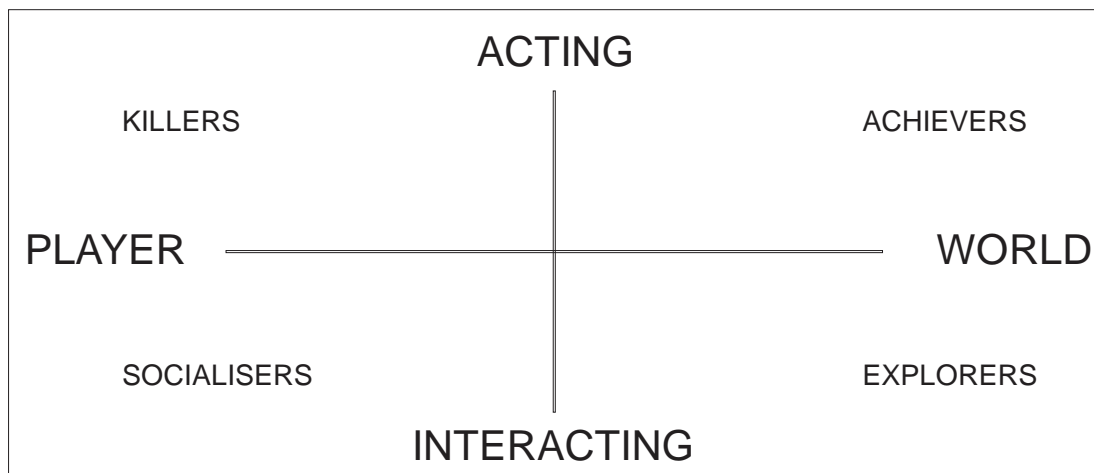 ACTING
KILLERS ACHIEVERS
PLAYER WORLD
SOCIALISERS EXPLORERS
INTERACTING